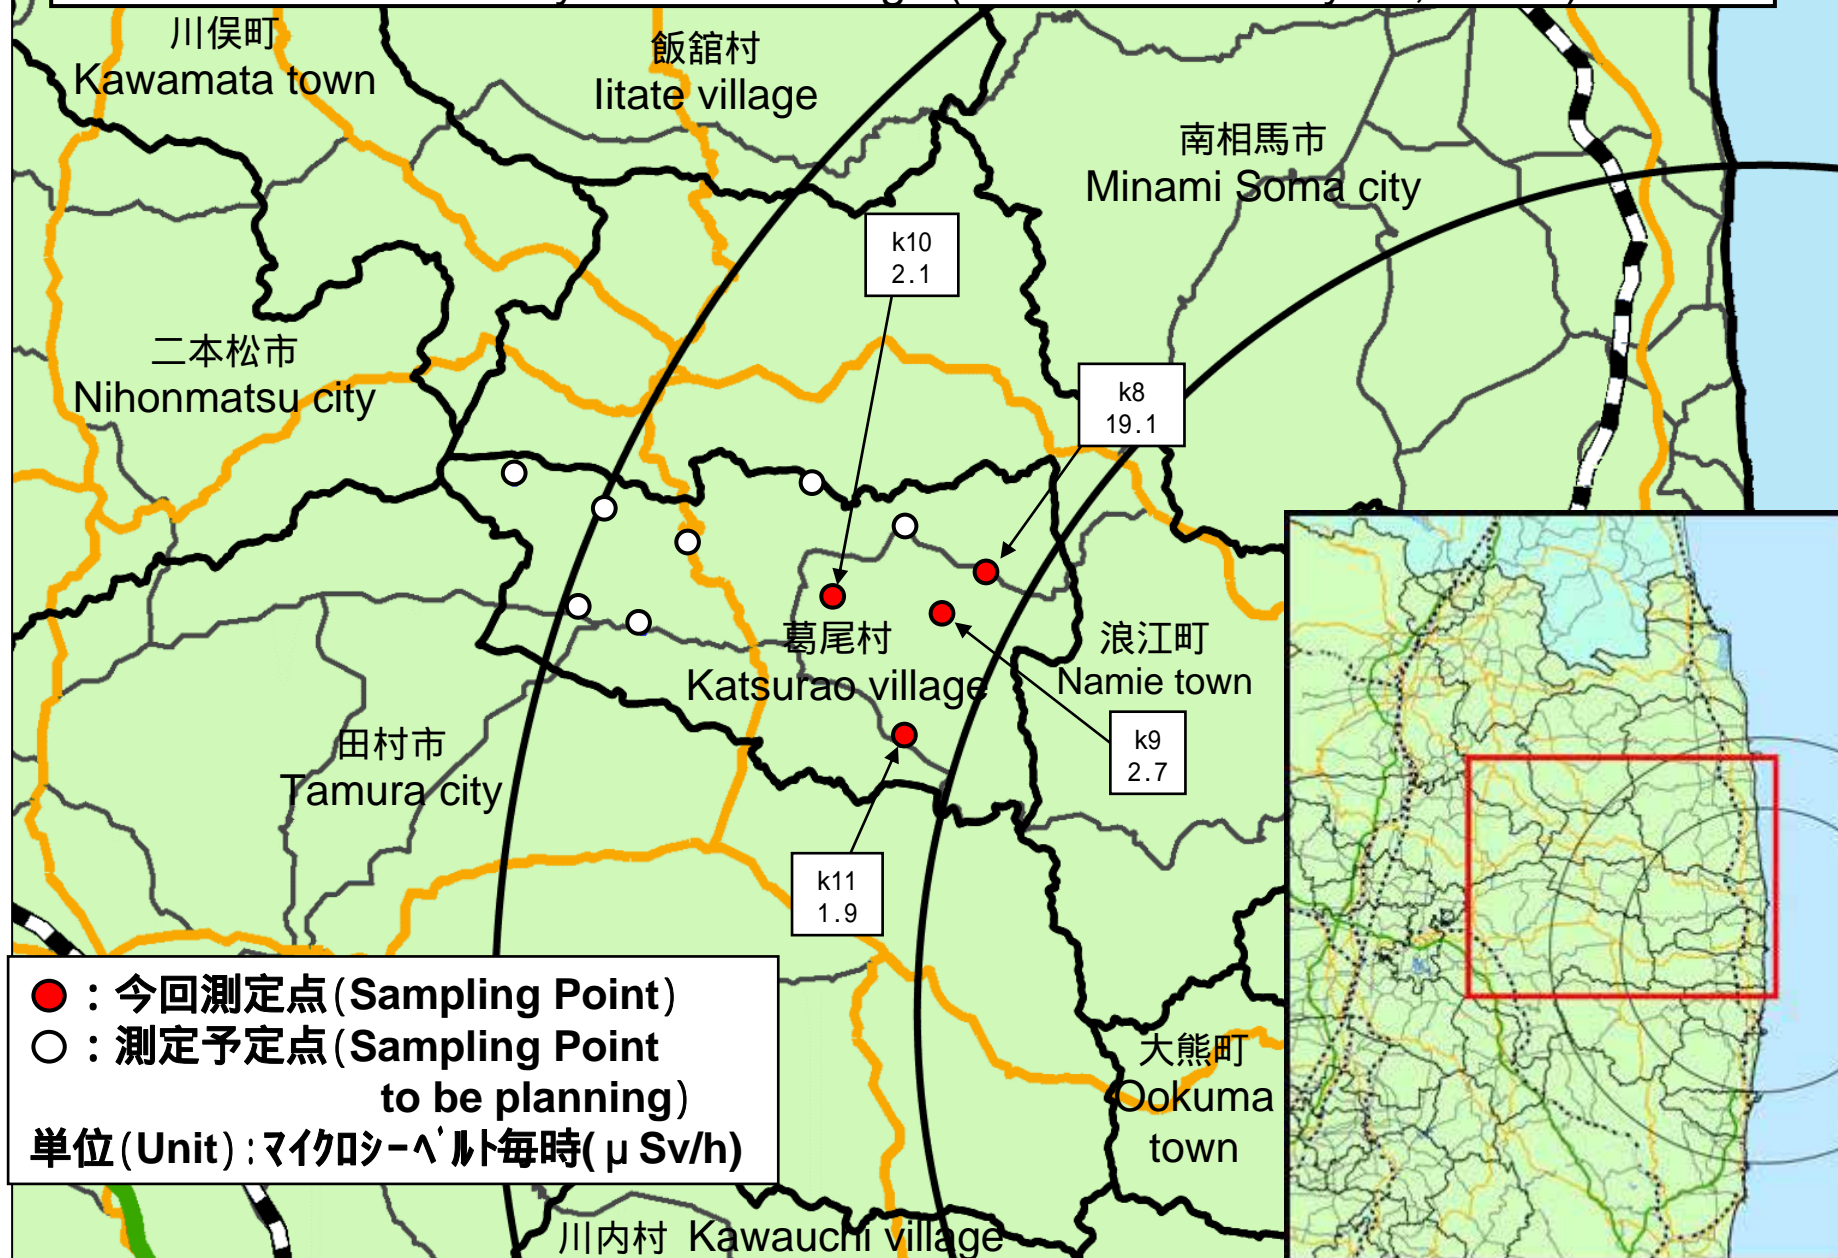 川俣町
Kawamata town
飯舘村
Iitate village
南相馬市
Minami Soma city
k10
2.1
二本松市
Nihonmatsu city
k8
19.1
葛尾村
Katsurao village
浪江町
Namie town
k9
2.7
田村市
Tamura city
k11
1.9
：今回測定点(Sampling Point)
：測定予定点(Sampling Point
to be planning)
単位(Unit):マイクロシーベルト毎時(μSv/h)
大熊町
Ookuma
town
川内村 Kawauchi village